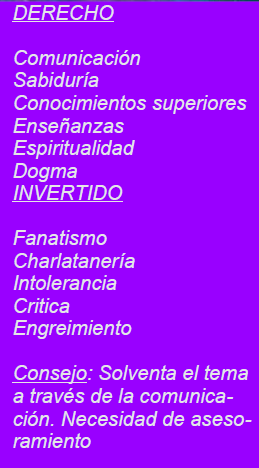 DERECHO
Comunicación
Sabiduría
Conocimientos superiores
Enseñanzas
Espiritualidad
Dogma
INVERTIDO
Fanatismo
Charlatanería
Intolerancia
Critica
Engreimiento
Consejo: Solventa el tema
a través de la comunica-
ción. Necesidad de aseso-
ramiento